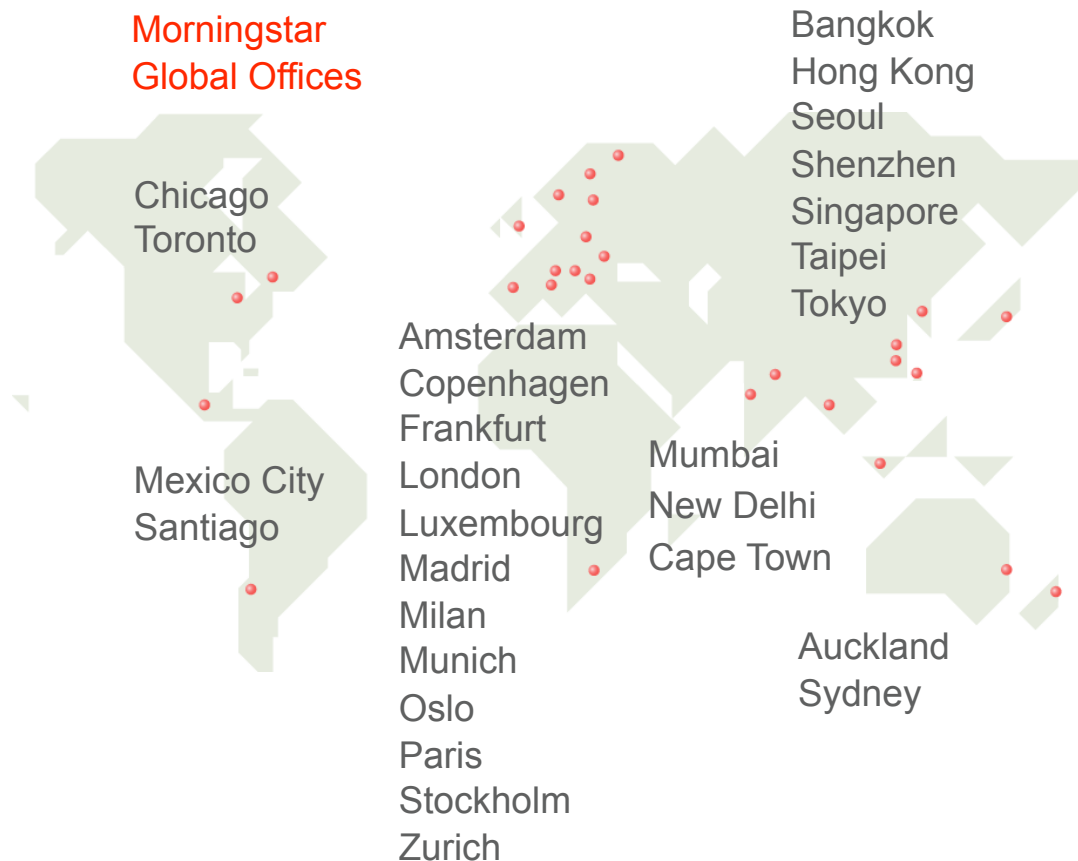 Morningstar
Global Offices
Chicago
Toronto
Mexico City
Santiago
Amsterdam
Copenhagen
Frankfurt
London
Luxembourg
Madrid
Milan
Munich
Oslo
Paris
Stockholm
Zurich
Mumbai
New Delhi
Cape Town
Bangkok
Hong Kong
Seoul
Shenzhen
Singapore
Taipei
Tokyo
Auckland
Sydney